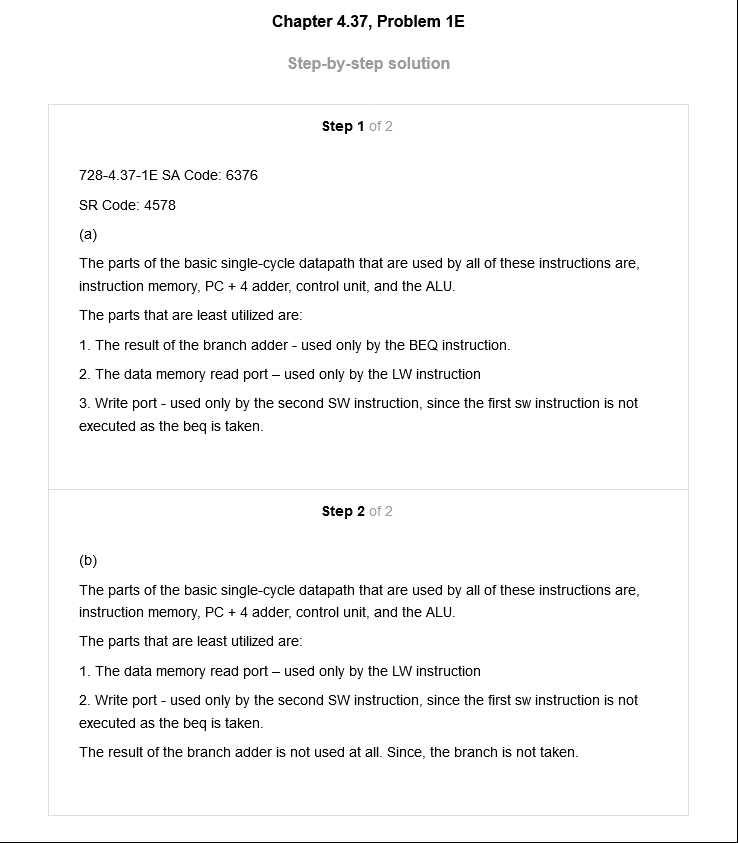 Chapter 4.37, Problem 1E
Step-by-step solution
Step 1 of 2
728-4.37-1E SA Code: 6376
SR Code: 4578
(a)
The parts of the basic single-cycle datapath that are used by all of these instructions are,
instruction memory, PC + 4 adder, control unit, and the ALU.
The parts that are least utilized are:
1. The result of the branch adder - used only by the BEQ instruction.
2. The data memory read port – used only by the LW instruction
3. Write port - used only by the second SW instruction, since the first sw instruction is not
executed as the beq is taken.
Step 2 of 2
(b)
The parts of the basic single-cycle datapath that are used by all of these instructions are,
instruction memory, PC + 4 adder, control unit, and the ALU.
The parts that are least utilized are:
1. The data memory read port – used only by the LW instruction
2. Write port - used only by the second SW instruction, since the first sw instruction is not
executed as the beq is taken.
The result of the branch adder is not used at all. Since, the branch is not taken.